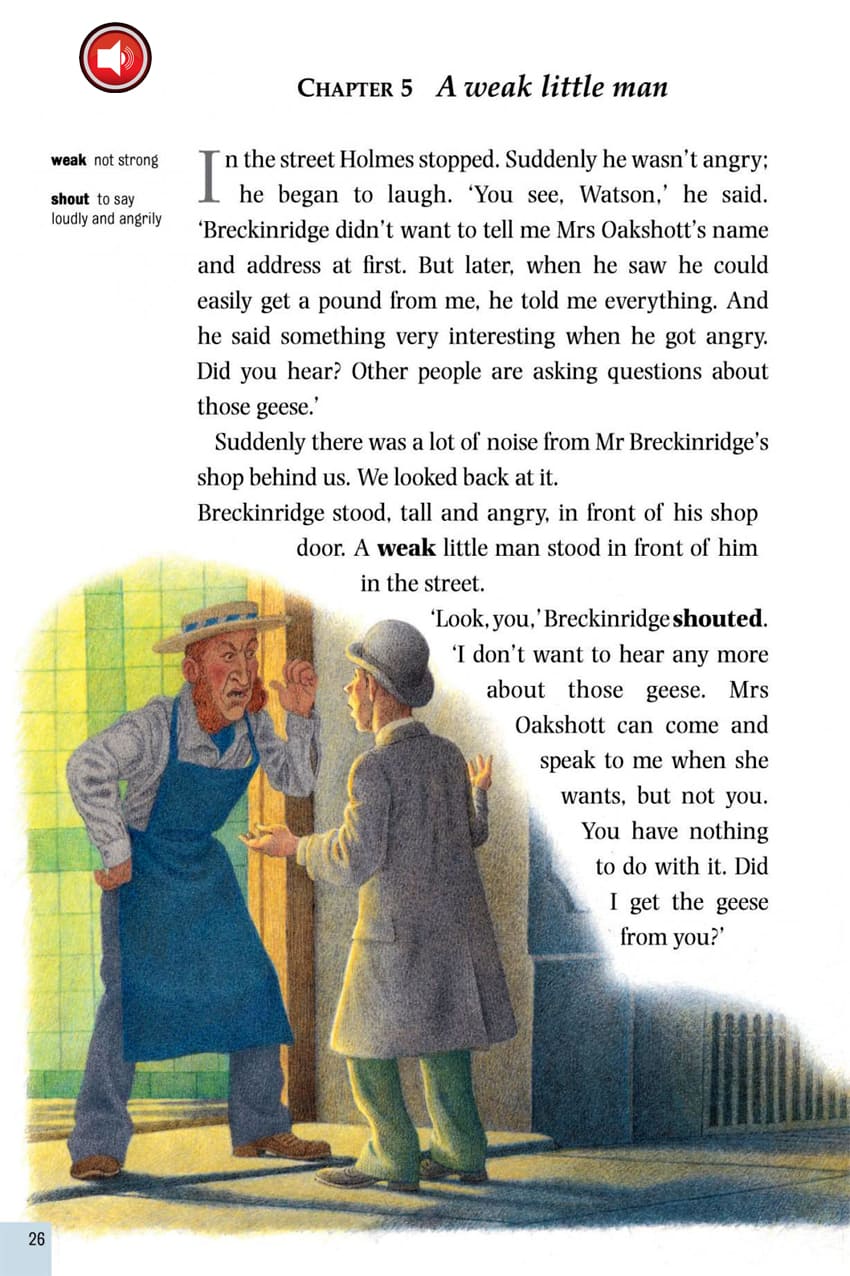 CHAPTER 5 A weak little man
weak not strong
shout to say
loudly and angrily
In the street Holmes stopped. Suddenly he wasn’t angry;
he began to laugh. ‘You see, Watson,’ he said.
‘Breckinridge didn’t want to tell me Mrs Oakshott’s name
and address at first. But later, when he saw he could
easily get a pound from me, he told me everything. And
he said something very interesting when he got angry.
Did you hear? Other people are asking questions about
those geese.’
Suddenly there was a lot of noise from Mr Breckinridge’s
shop behind us. We looked back at it.
Breckinridge stood, tall and angry, in front of his shop
door. A weak little man stood in front of him
in the street.
‘Look, you,’ Breckinridge shouted.
‘I don’t want to hear any more
about those geese. Mrs
Oakshott can come and
speak to me when she
wants, but not you.
You have nothing
to do with it. Did
I get the geese
from you?’
26